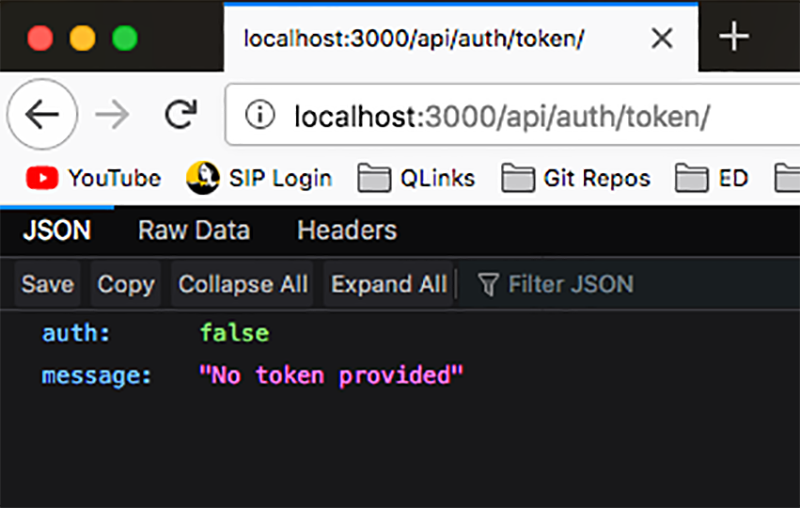 localhost:3000/api/auth/token/
localhost:3000/api/auth/token/
YouTube SIP Login QLinks Git Repos ED
JSON Raw Data Headers
Save Copy Collapse All Expand All Filter JSON
auth: false
message: "No token provided"